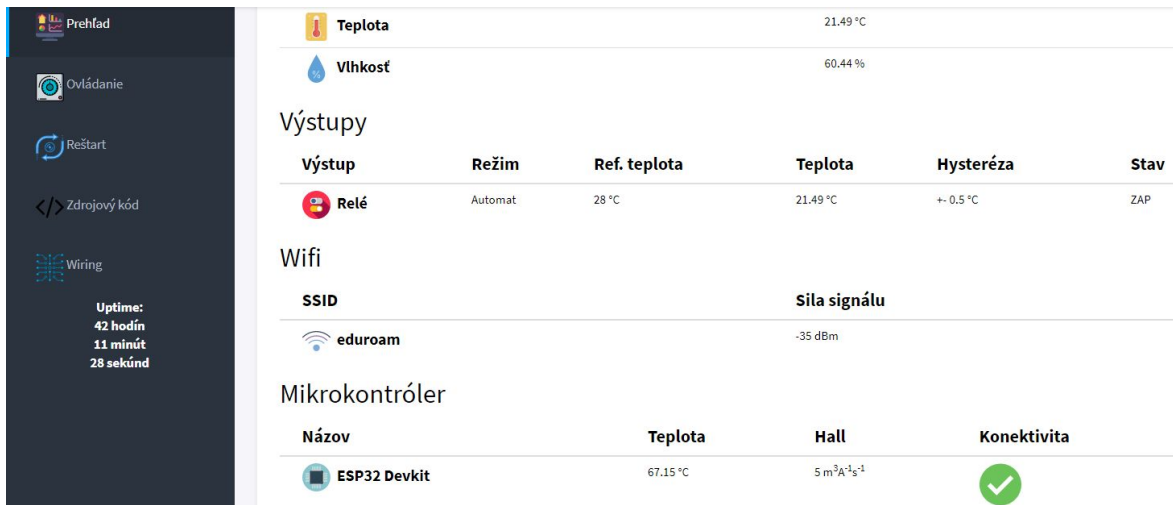 Prehľad
Ovládanie
Reštart
Zdrojový kód
Wiring
Uptime:
42 hodín
11 minút
28 sekúnd
Teplota 21.49 °C
% Vlhkosť 60.44 %
Výstupy
Výstup Režim Ref. teplota Teplota Hysteréza Stav
Relé Automat 28 °C 21.49 °C +- 0.5 °C ZAP
Wifi
SSID Sila signálu
eduroam -35 dBm
Mikrokontróler
Názov Teplota Hall Konektivita
ESP32 Devkit 67.15 °C 5 m³A⁻¹s⁻¹